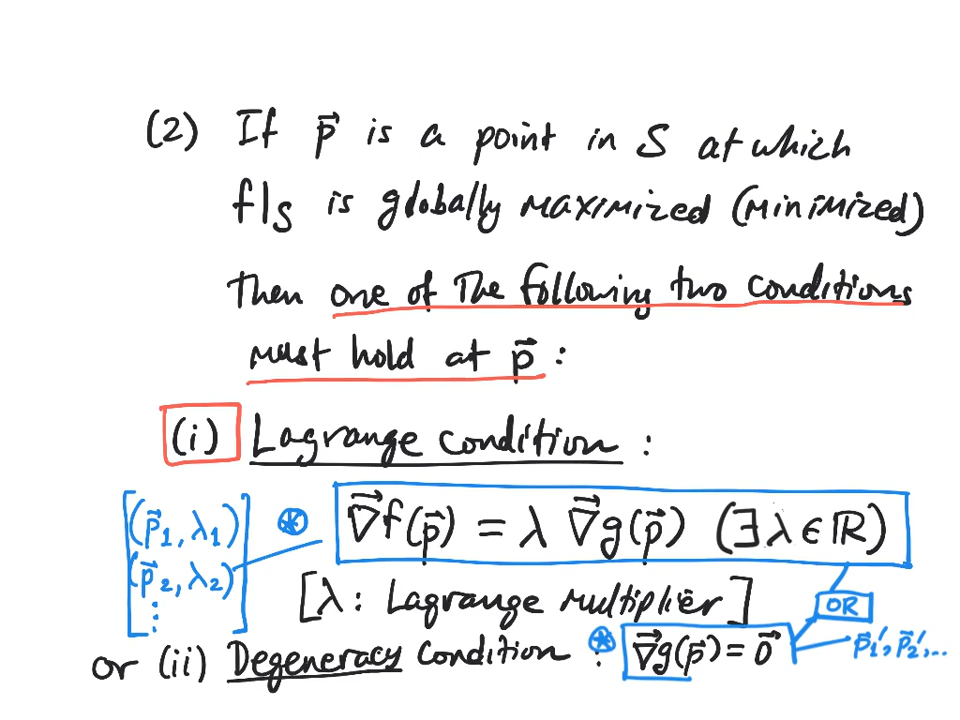 (2) If p⃗ is a point in S at which
f|S is globally maximized (minimized)
Then one of The following two conditions
must hold at p⃗ :
(i) Lagrange condition :
(p⃗1, λ1) ⊛ ∇⃗f(p⃗) = λ ∇⃗g(p⃗) (∃λ∈ℝ)
(p⃗2, λ2)
⋮ [λ : Lagrange multiplier] OR
or (ii) Degeneracy condition : ⊛ ∇⃗g(p⃗) = 0⃗ p⃗1', p⃗2', ...